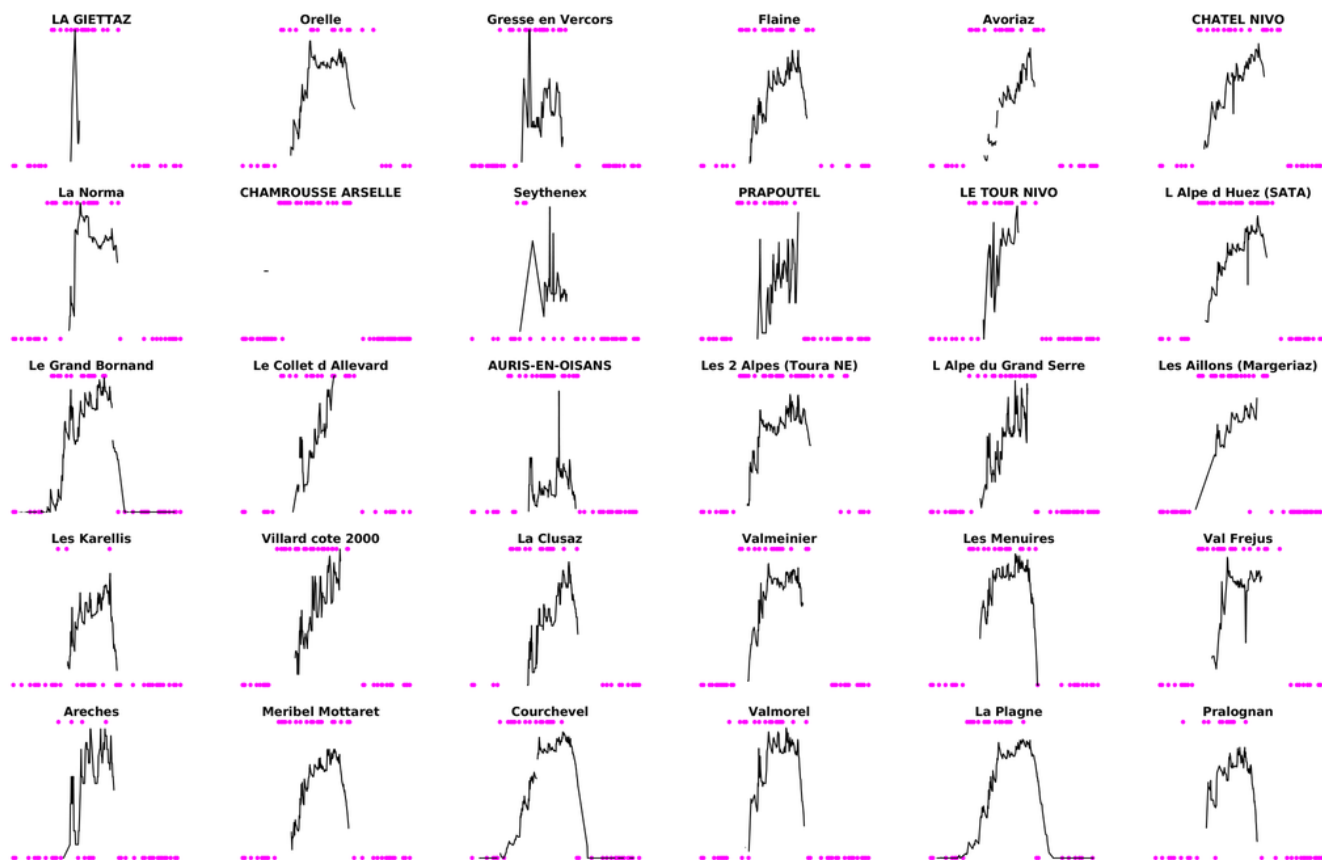 LA GIETTAZ
Orelle
Gresse en Vercors
Flaine
Avoriaz
CHATEL NIVO
La Norma
CHAMROUSSE ARSELLE
Seythenex
PRAPOUTEL
LE TOUR NIVO
L Alpe d Huez (SATA)
Le Grand Bornand
Le Collet d Allevard
AURIS-EN-OISANS
Les 2 Alpes (Toura NE)
L Alpe du Grand Serre
Les Aillons (Margeriaz)
Les Karellis
Villard cote 2000
La Clusaz
Valmeinier
Les Menuires
Val Frejus
Areches
Meribel Mottaret
Courchevel
Valmorel
La Plagne
Pralognan